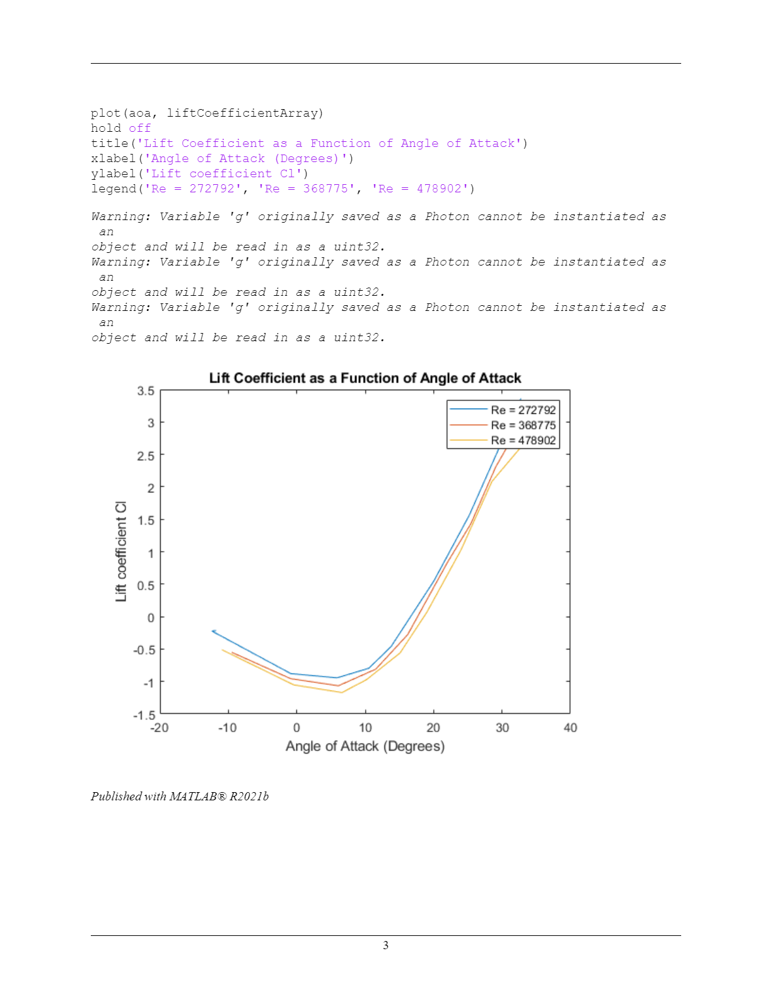 plot(aoa, liftCoefficientArray)
hold off
title('Lift Coefficient as a Function of Angle of Attack')
xlabel('Angle of Attack (Degrees)')
ylabel('Lift coefficient Cl')
legend('Re = 272792', 'Re = 368775', 'Re = 478902')
Warning: Variable 'g' originally saved as a Photon cannot be instantiated as
an
object and will be read in as a uint32.
Warning: Variable 'g' originally saved as a Photon cannot be instantiated as
an
object and will be read in as a uint32.
Warning: Variable 'g' originally saved as a Photon cannot be instantiated as
an
object and will be read in as a uint32.
Lift Coefficient as a Function of Angle of Attack
Re = 272792
Re = 368775
Re = 478902
3.5
3
2.5
2
1.5
1
0.5
0
-0.5
-1
-1.5
Lift coefficient Cl
-20 -10 0 10 20 30 40
Angle of Attack (Degrees)
Published with MATLAB® R2021b
3